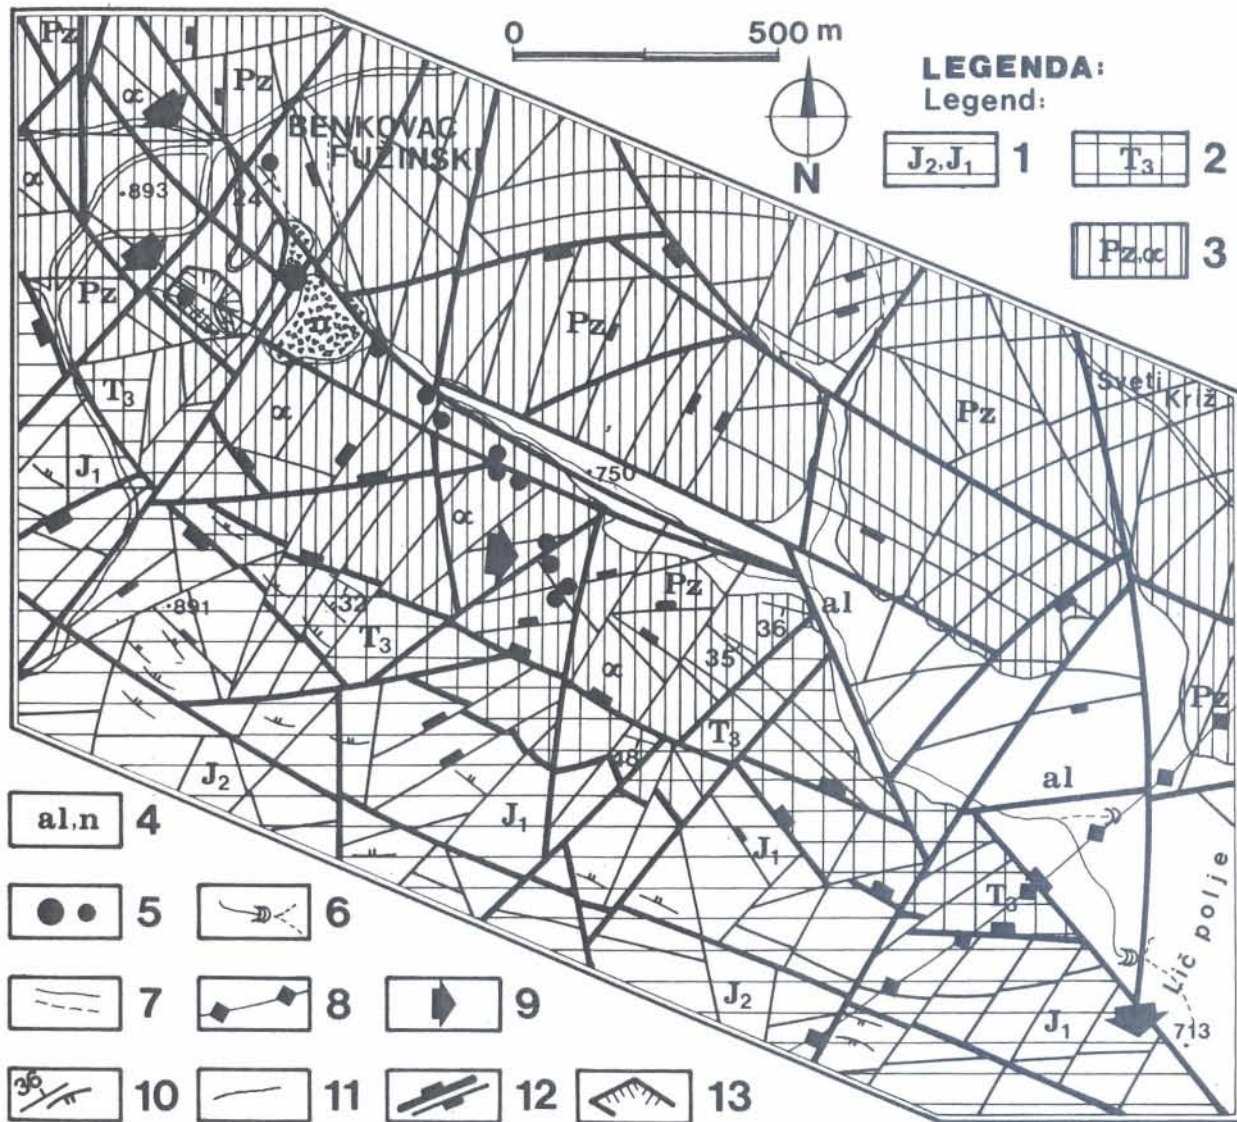 0 500 m
N
LEGENDA:
Legend:
J₂,J₁ 1
T₃ 2
Pz,∝ 3
al,n 4
5
6
7
8
9
36 10
11
12
13
Pz
∝
Pz
BENKOVAC
FUŽINSKI
∝
893
24
Pz
n
Pz
Sveti
Križ
Pz
T₃
∝
J₁
750
∝
Pz
al
36
35
891
32
T₃
∝
Pz
T₃
48
J₂
J₁
al
J₁
T₃
Lič polje
J₂
J₁
713